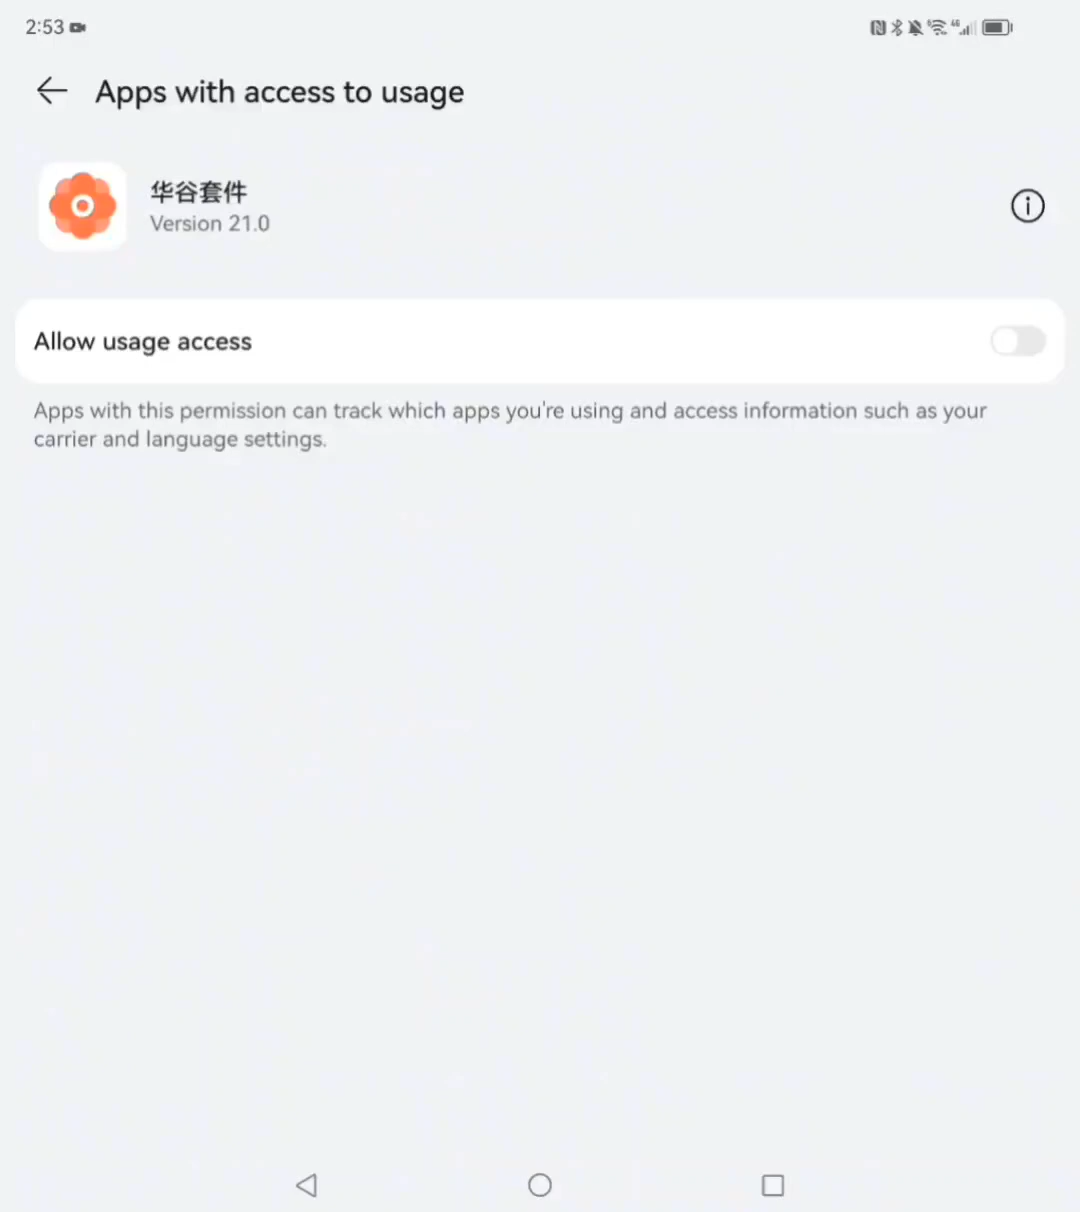 2:53
Apps with access to usage
华谷套件
Version 21.0
Allow usage access
Apps with this permission can track which apps you're using and access information such as your
carrier and language settings.